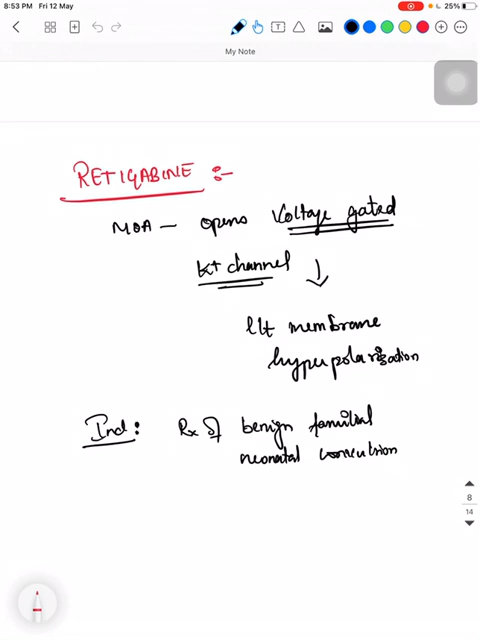 8:53 PM Fri 12 May
25%
My Note
RETIGABINE :-
MOA — opens voltage gated
K+ channel ↓
llt membrane
hyperpolarization
Ind: Rx of benign familial
neonatal convulsion
8
14